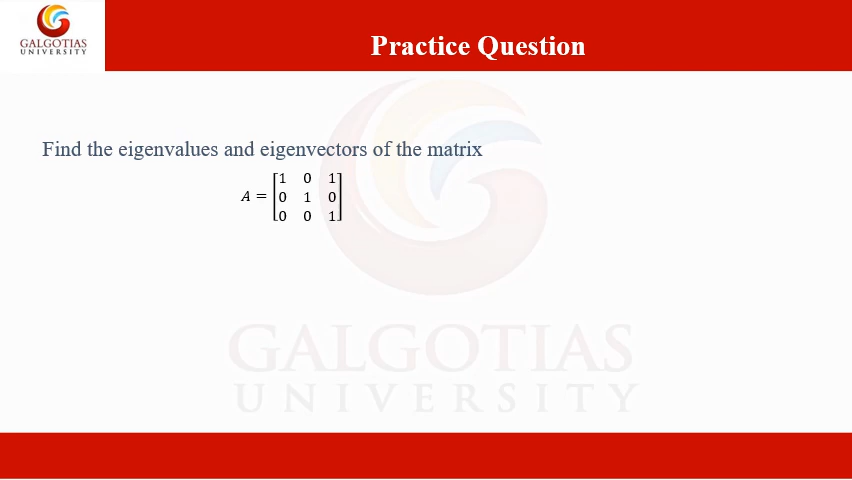 GALGOTIAS
UNIVERSITY
Practice Question
Find the eigenvalues and eigenvectors of the matrix
A = [1 0 1]
[0 1 0]
[0 0 1]
GALGOTIAS
UNIVERSITY